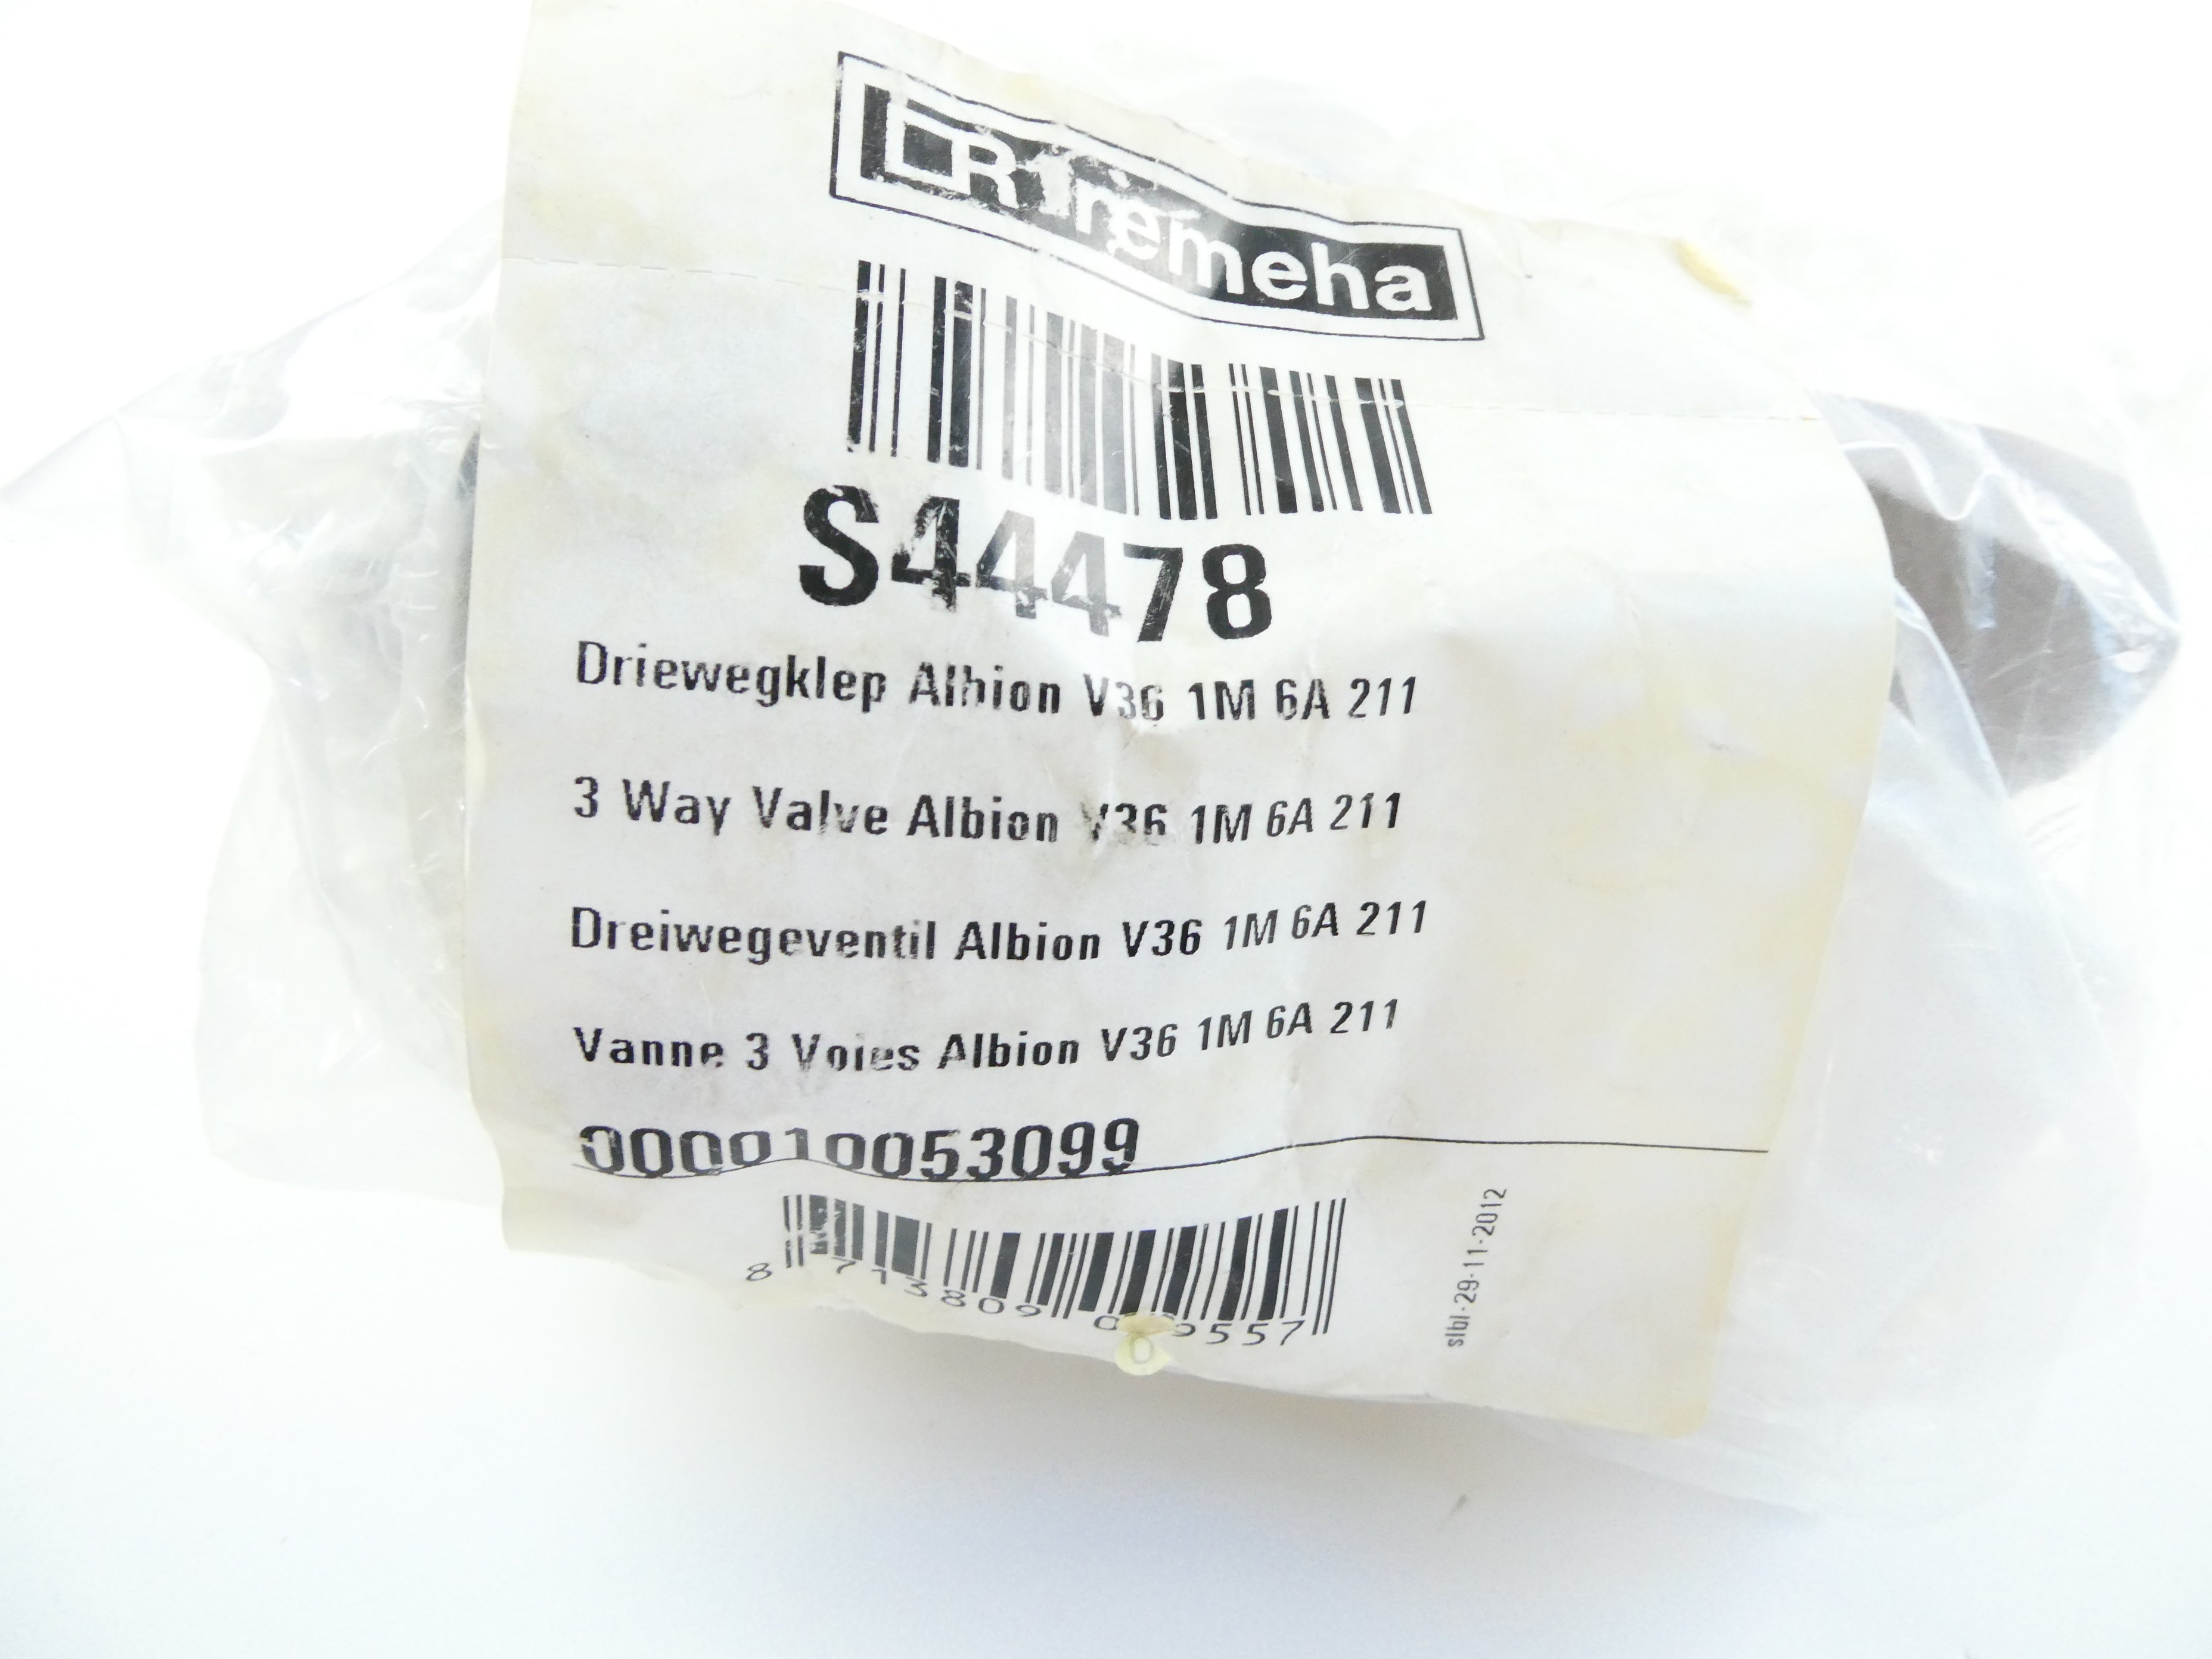 R remeha
S44478
Driewegklep Albion V36 1M 6A 211
3 Way Valve Albion V36 1M 6A 211
Dreiwegeventil Albion V36 1M 6A 211
Vanne 3 Voies Albion V36 1M 6A 211
000010053099
slbl-29-11-2012